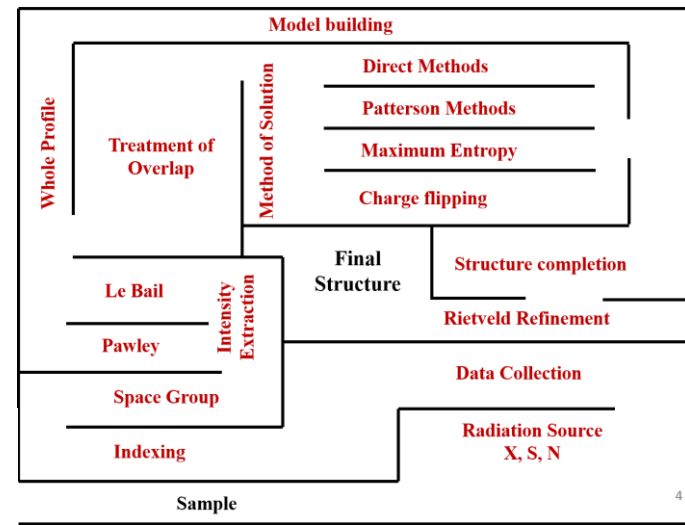 Model building
Direct Methods
Patterson Methods
Maximum Entropy
Charge flipping
Whole Profile
Treatment of
Overlap
Method of Solution
Final
Structure
Structure completion
Le Bail
Intensity
Extraction
Rietveld Refinement
Pawley
Data Collection
Space Group
Radiation Source
X, S, N
Indexing
Sample
4